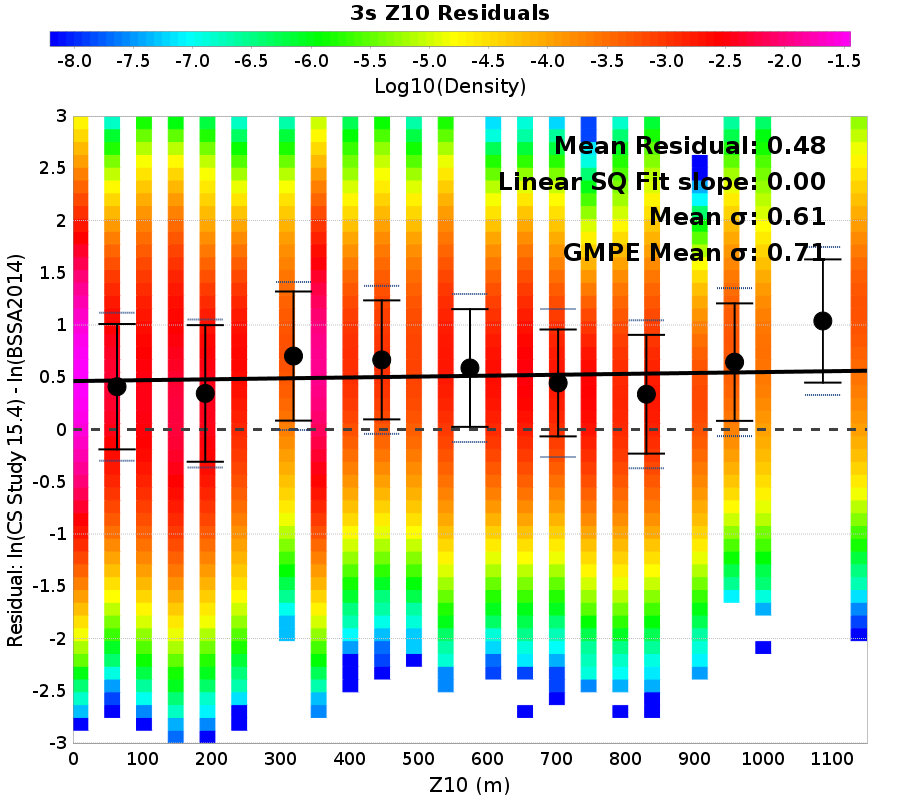 3s Z10 Residuals
-8.0 -7.5 -7.0 -6.5 -6.0 -5.5 -5.0 -4.5 -4.0 -3.5 -3.0 -2.5 -2.0 -1.5
Log10(Density)
Mean Residual: 0.48
Linear SQ Fit slope: 0.00
Mean σ: 0.61
GMPE Mean σ: 0.71
Residual: ln(CS Study 15.4) - ln(BSSA2014)
3
2.5
2
1.5
1
0.5
0
-0.5
-1
-1.5
-2
-2.5
-3
0 100 200 300 400 500 600 700 800 900 1000 1100
Z10 (m)